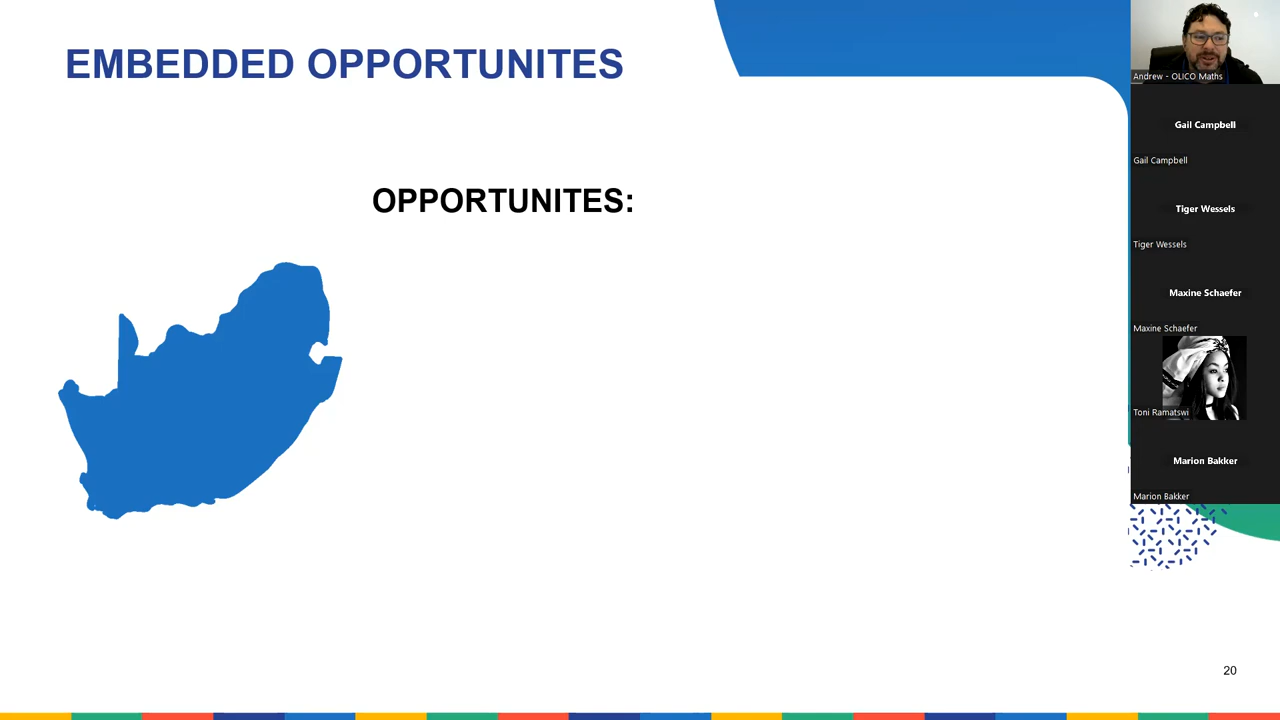 EMBEDDED OPPORTUNITES
OPPORTUNITES:
Andrew - OLICO Maths
Gail Campbell
Gail Campbell
Tiger Wessels
Tiger Wessels
Maxine Schaefer
Maxine Schaefer
Toni Ramatswi
Marion Bakker
Marion Bakker
20